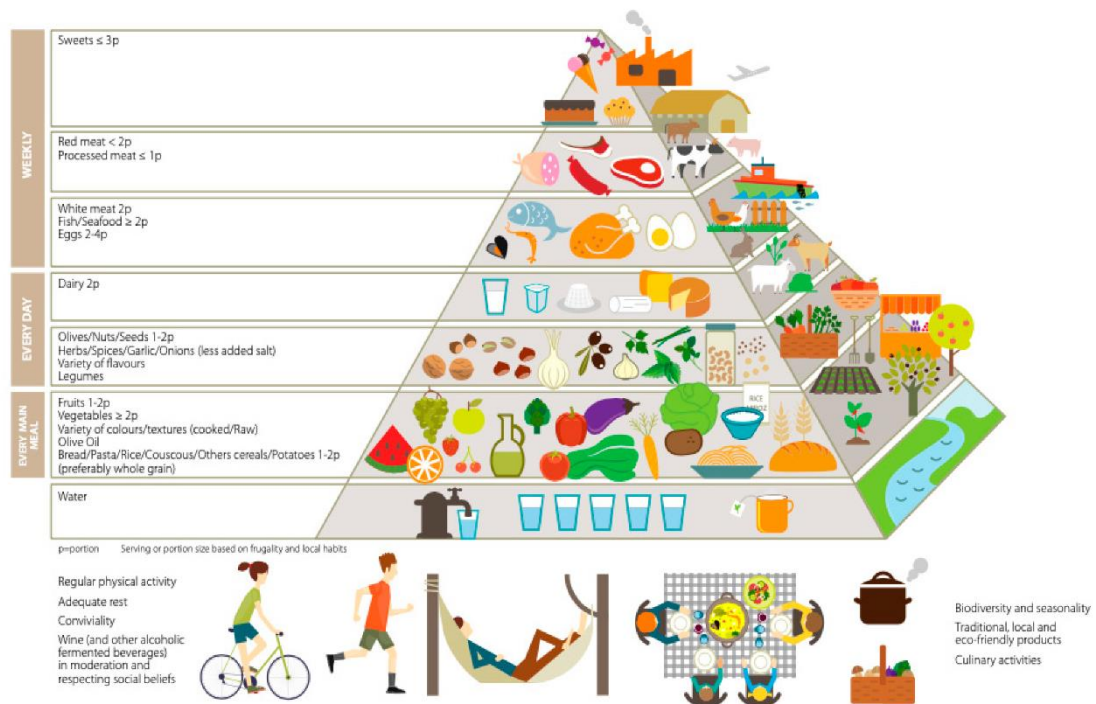 WEEKLY
Sweets ≤ 3p
Red meat < 2p
Processed meat ≤ 1p
White meat 2p
Fish/Seafood ≥ 2p
Eggs 2-4p
EVERY DAY
Dairy 2p
Olives/Nuts/Seeds 1-2p
Herbs/Spices/Garlic/Onions (less added salt)
Variety of flavours
Legumes
EVERY MAIN
MEAL
Fruits 1-2p
Vegetables ≥ 2p
Variety of colours/textures (cooked/Raw)
Olive Oil
Bread/Pasta/Rice/Couscous/Others cereals/Potatoes 1-2p
(preferably whole grain)
RICE
Water
p=portion Serving or portion size based on frugality and local habits
Regular physical activity
Adequate rest
Conviviality
Wine (and other alcoholic
fermented beverages)
in moderation and
respecting social beliefs
Biodiversity and seasonality
Traditional, local and
eco-friendly products
Culinary activities